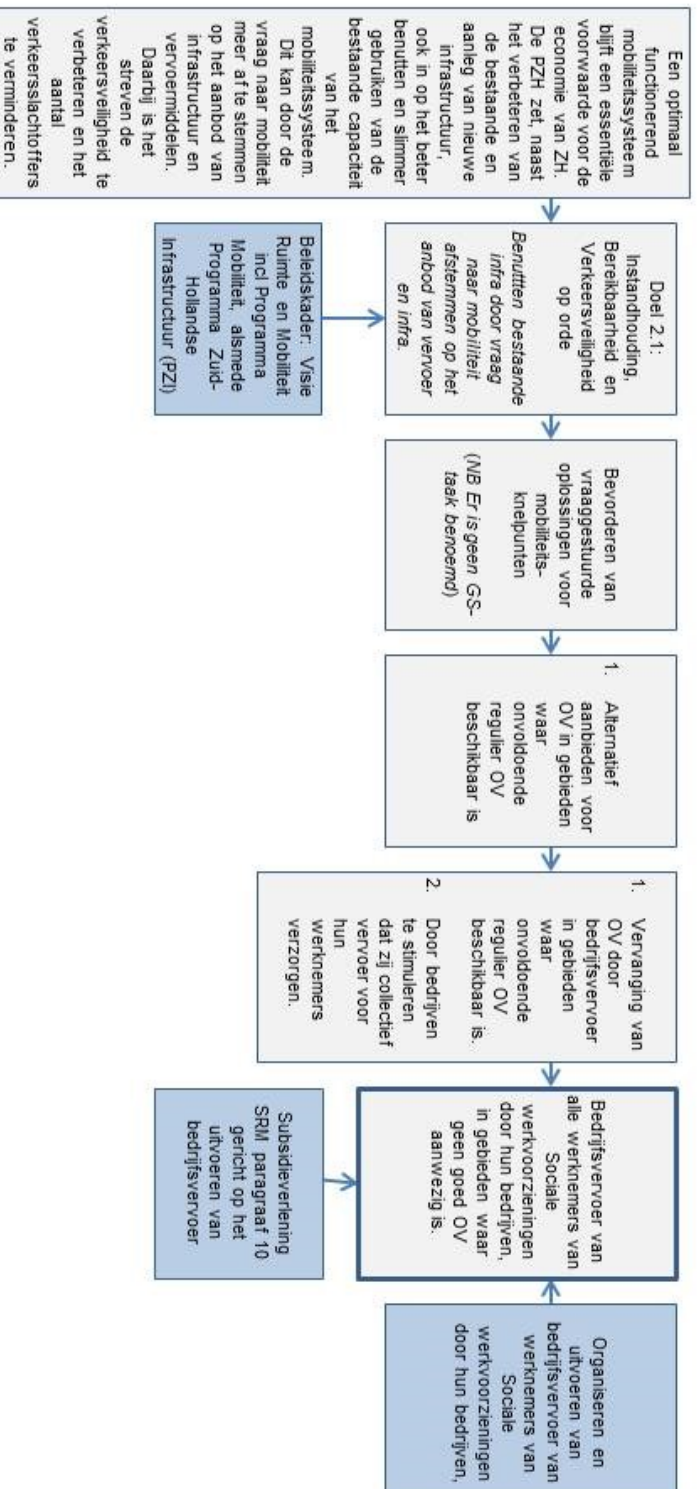 Een optimaal
functionerend
mobiliteitssysteem
blijft een essentiële
voorwaarde voor de
economie van ZH.
De PZH zet, naast
het verbeteren van
de bestaande en
aanleg van nieuwe
infrastructuur,
ook in op het beter
benutten en slimmer
gebruiken van de
bestaande capaciteit
van het
mobiliteitssysteem.
Dit kan door de
vraag naar mobiliteit
meer af te stemmen
op het aanbod van
infrastructuur en
vervoermiddelen.
Daarbij is het
streven de
verkeersveiligheid te
verbeteren en het
aantal
verkeersslachtoffers
te verminderen.
Doel 2.1:
Instandhouding,
Bereikbaarheid en
Verkeersveiligheid
op orde
Benuttten bestaande
infra door vraag
naar mobiliteit
afstemmen op het
anbod van vervoer
en infra.
Beleidskader: Visie
Ruimte en Mobiliteit
incl Programma
Mobiliteit, alsmede
Programma Zuid-
Hollandse
Infrastructuur (PZI)
Bevorderen van
vraaggestuurde
oplossingen voor
mobiliteits-
knelpunten
(NB Er is geen GS-
taak benoemd)
1. Alternatief
aanbieden voor
OV in gebieden
waar
onvoldoende
regulier OV
beschikbaar is
1. Vervanging van
OV door
bedrijfsvervoer
in gebieden
waar
onvoldoende
regulier OV
beschikbaar is.
2. Door bedrijven
te stimuleren
dat zij collectief
vervoer voor
hun
werknemers
verzorgen.
Bedrijfsvervoer van
alle werknemers van
Sociale
werkvoorzieningen
door hun bedrijven,
in gebieden waar
geen goed OV
aanwezig is.
Subsidieverlening
SRM paragraaf 10
gericht op het
uitvoeren van
bedrijfsvervoer
Organiseren en
uitvoeren van
bedrijfsvervoer van
werknemers van
Sociale
werkvoorzieningen
door hun bedrijven,